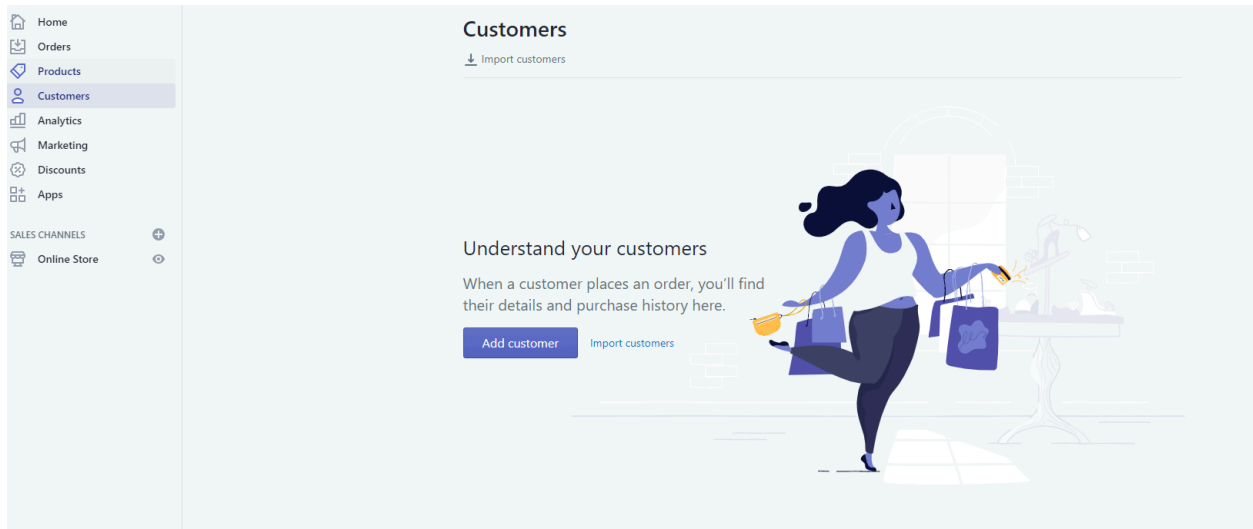 Home
Orders
Products
Customers
Analytics
Marketing
Discounts
Apps
SALES CHANNELS
Online Store
Customers
Import customers
Understand your customers
When a customer places an order, you'll find
their details and purchase history here.
Add customer
Import customers